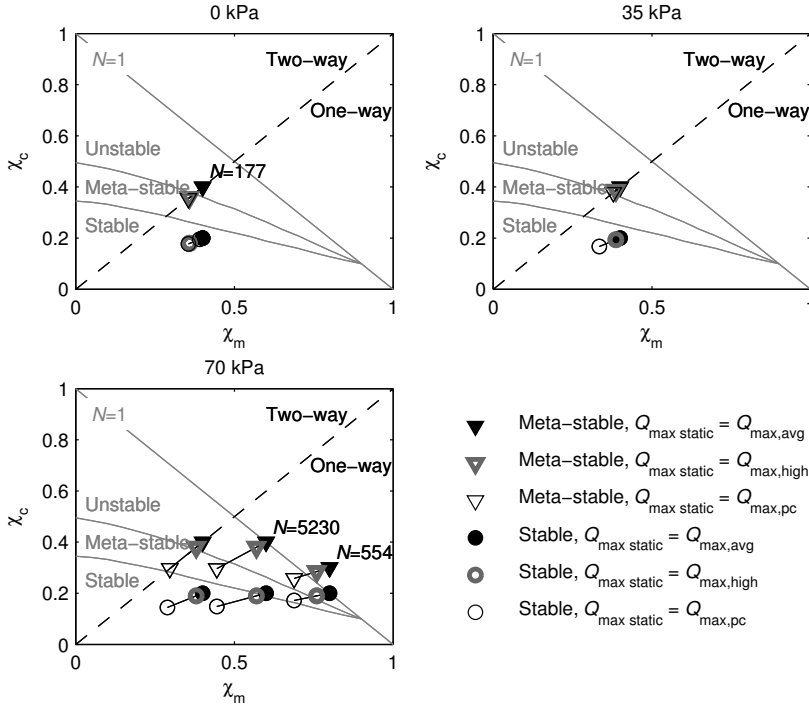 0 kPa
35 kPa
1
0.8
0.6
0.4
0.2
0
χc
N=1
Two−way
One−way
Unstable
Meta−stable
Stable
N=177
0
0.5
1
χm
1
0.8
0.6
0.4
0.2
0
χc
N=1
Two−way
One−way
Unstable
Meta−stable
Stable
0
0.5
1
χm
70 kPa
1
0.8
0.6
0.4
0.2
0
χc
N=1
Two−way
One−way
Unstable
Meta−stable
Stable
N=5230
N=554
0
0.5
1
χm
Meta−stable, Qmax static = Qmax,avg
Meta−stable, Qmax static = Qmax,high
Meta−stable, Qmax static = Qmax,pc
Stable, Qmax static = Qmax,avg
Stable, Qmax static = Qmax,high
Stable, Qmax static = Qmax,pc